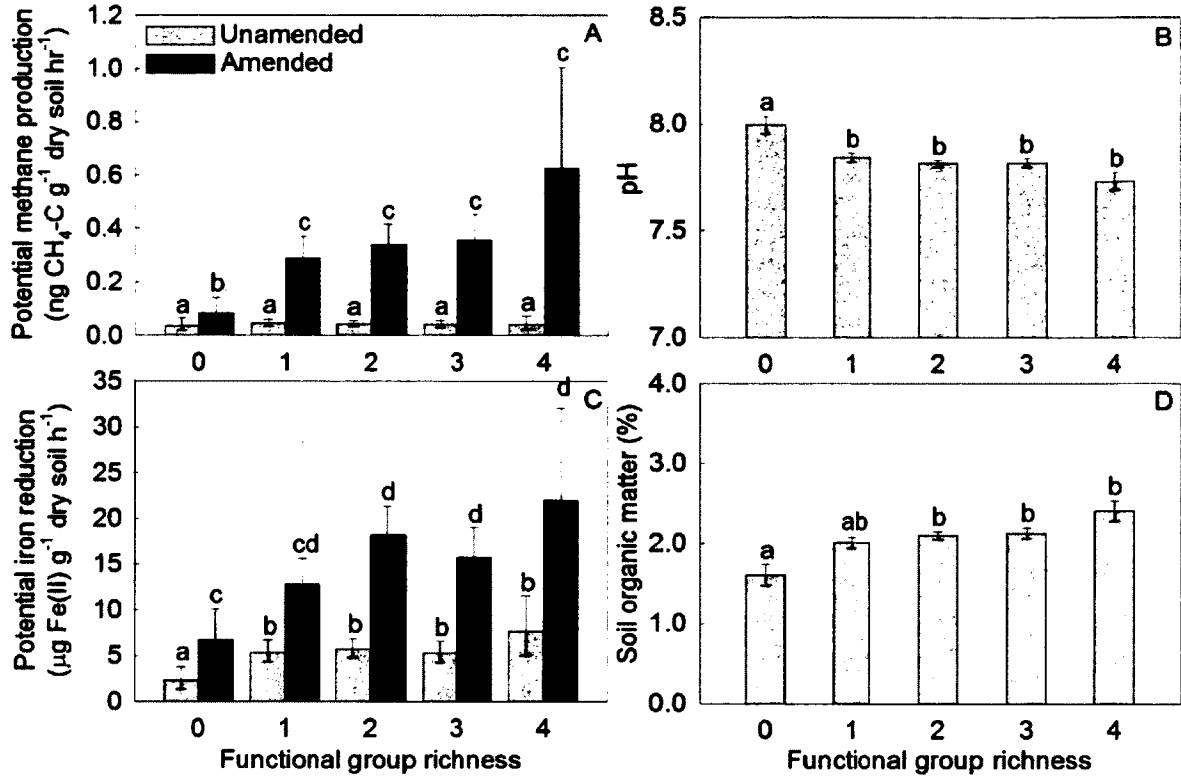 Potential methane production
(ng CH₄-C g⁻¹ dry soil hr⁻¹)
1.2
1.0
0.8
0.6
0.4
0.2
0.0
Unamended
Amended
A
a
b
a
c
a
c
a
c
a
c
0 1 2 3 4
pH
8.5
8.0
7.5
7.0
B
a
b
b
b
b
0 1 2 3 4
Potential iron reduction
(µg Fe(II) g⁻¹ dry soil h⁻¹)
35
30
25
20
15
10
5
0
C
a
c
b
cd
b
d
b
d
b
d
0 1 2 3 4
Functional group richness
Soil organic matter (%)
4.0
3.0
2.0
1.0
0.0
D
a
ab
b
b
b
0 1 2 3 4
Functional group richness